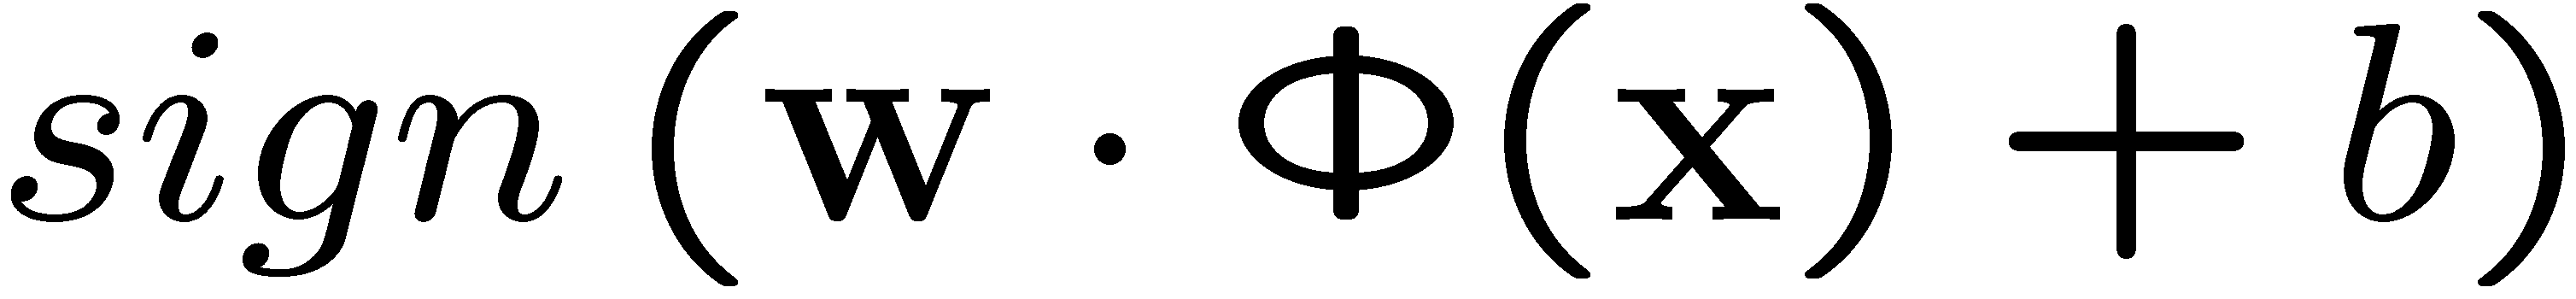 sign (w · Φ(x) + b)